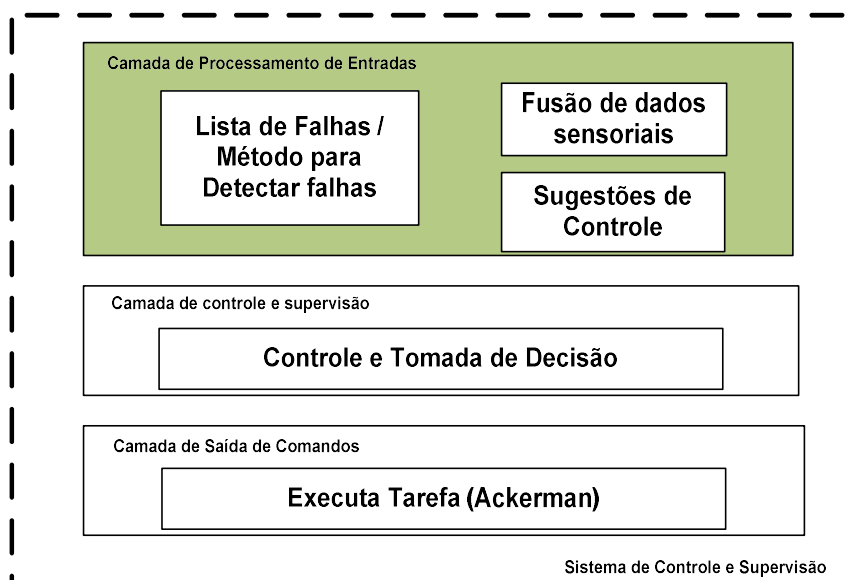 Camada de Processamento de Entradas
Lista de Falhas /
Método para
Detectar falhas
Fusão de dados
sensoriais
Sugestões de
Controle
Camada de controle e supervisão
Controle e Tomada de Decisão
Camada de Saída de Comandos
Executa Tarefa (Ackerman)
Sistema de Controle e Supervisão